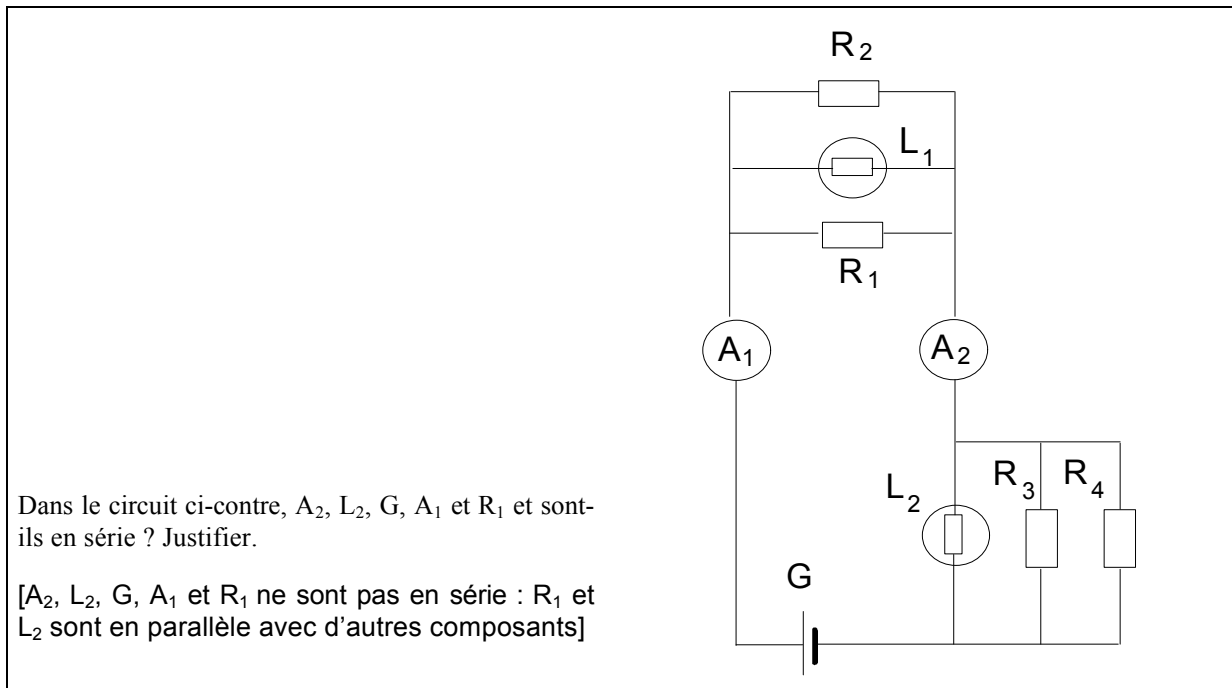 R₂
L₁
R₁
A₁
A₂
L₂
R₃
R₄
G
Dans le circuit ci-contre, A₂, L₂, G, A₁ et R₁ et sont-
ils en série ? Justifier.
[A₂, L₂, G, A₁ et R₁ ne sont pas en série : R₁ et
L₂ sont en parallèle avec d'autres composants]